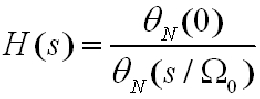 H(s) = θ_N(0) / θ_N(s/Ω_0)